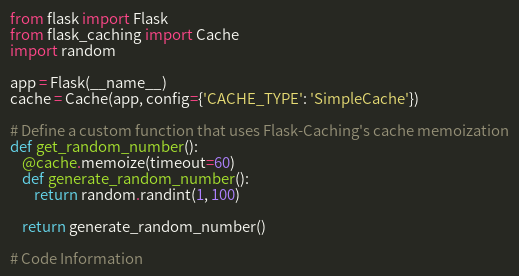 from flask import Flask
from flask_caching import Cache
import random
app = Flask(__name__)
cache = Cache(app, config={'CACHE_TYPE': 'SimpleCache'})
# Define a custom function that uses Flask-Caching's cache memoization
def get_random_number():
    @cache.memoize(timeout=60)
    def generate_random_number():
        return random.randint(1, 100)
    return generate_random_number()
# Code Information